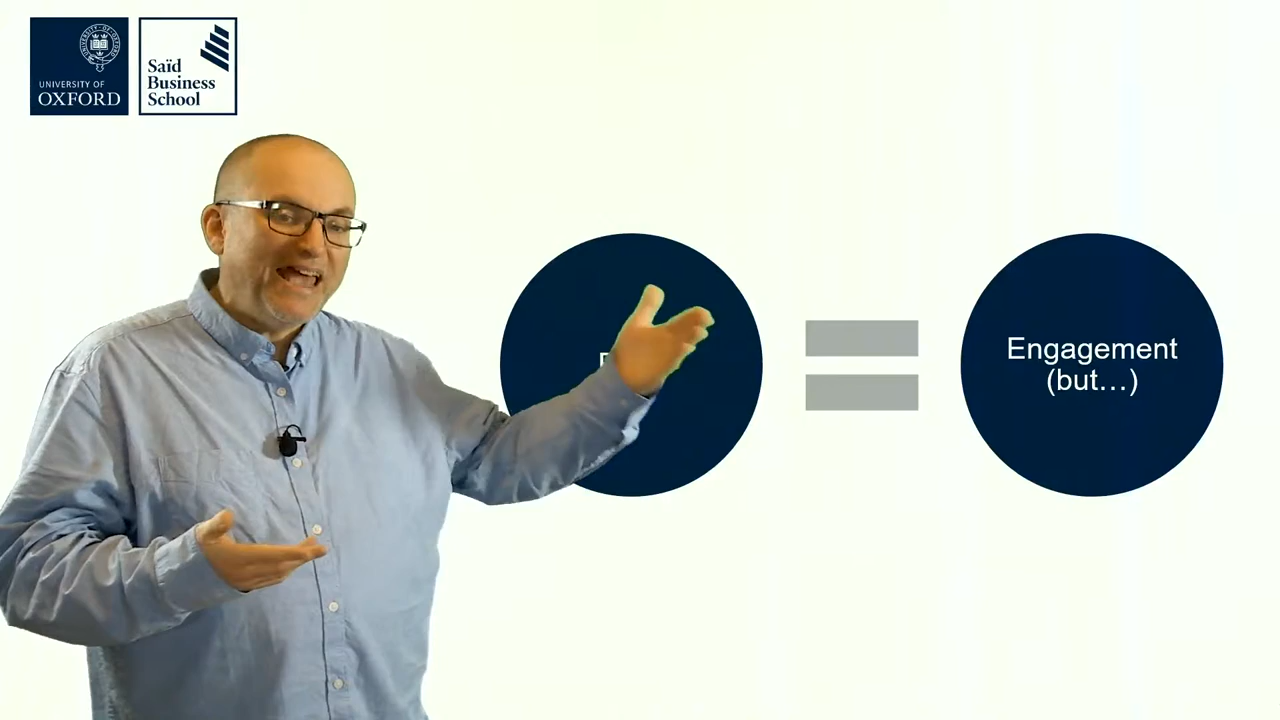 UNIVERSITY OF
OXFORD
Saïd
Business
School
Engagement
(but…)